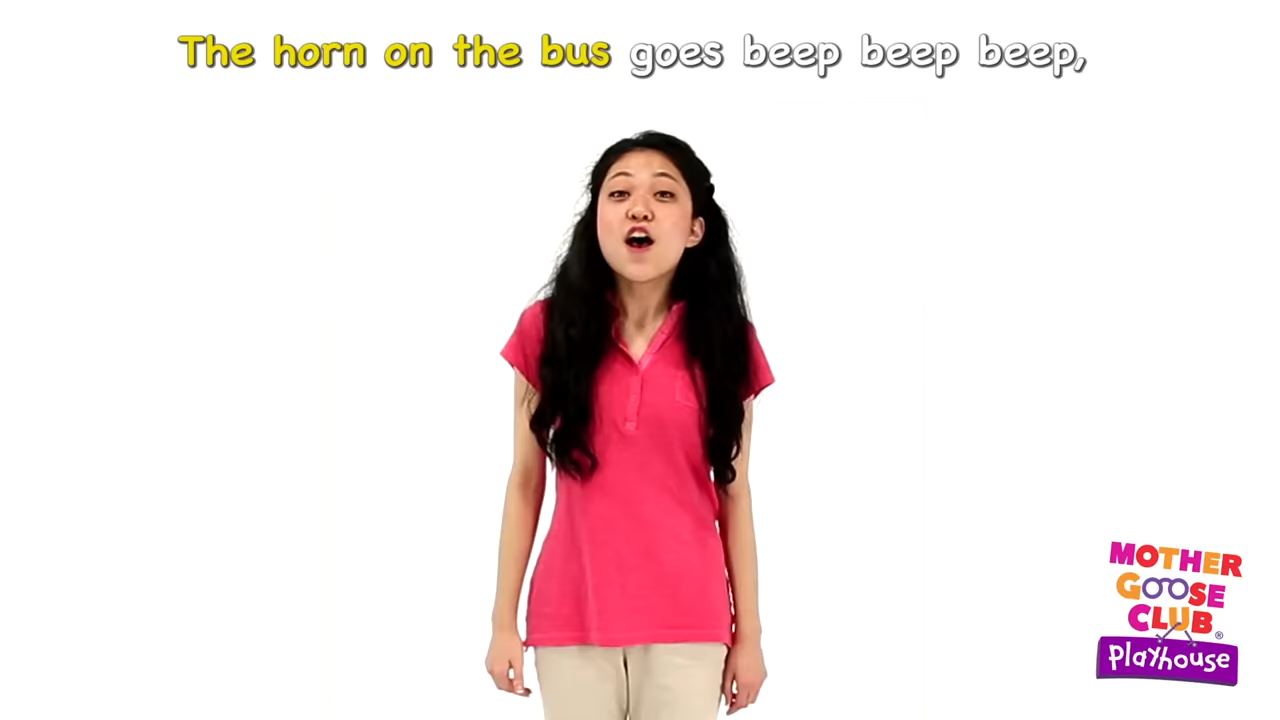 The horn on the bus goes beep beep beep,
MOTHER
GOOSE
CLUB®
Playhouse